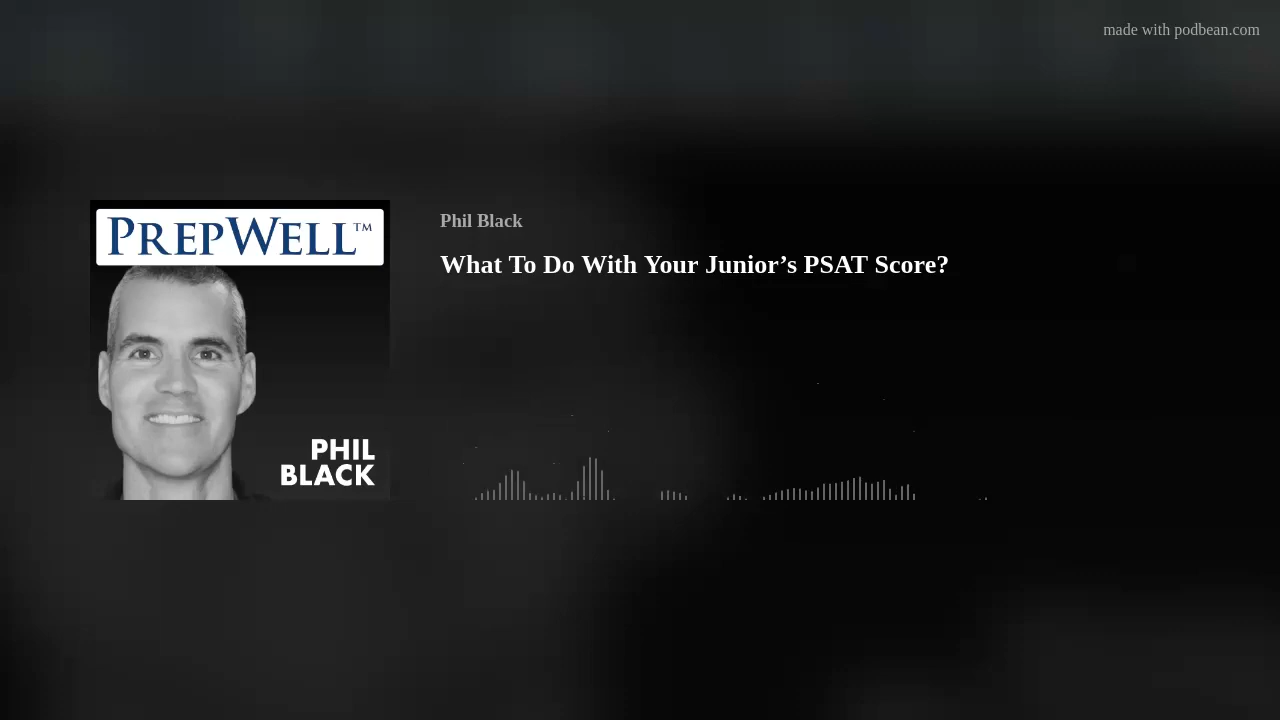 made with podbean.com
PREPWELL™
Phil Black
What To Do With Your Junior’s PSAT Score?
PHIL
BLACK